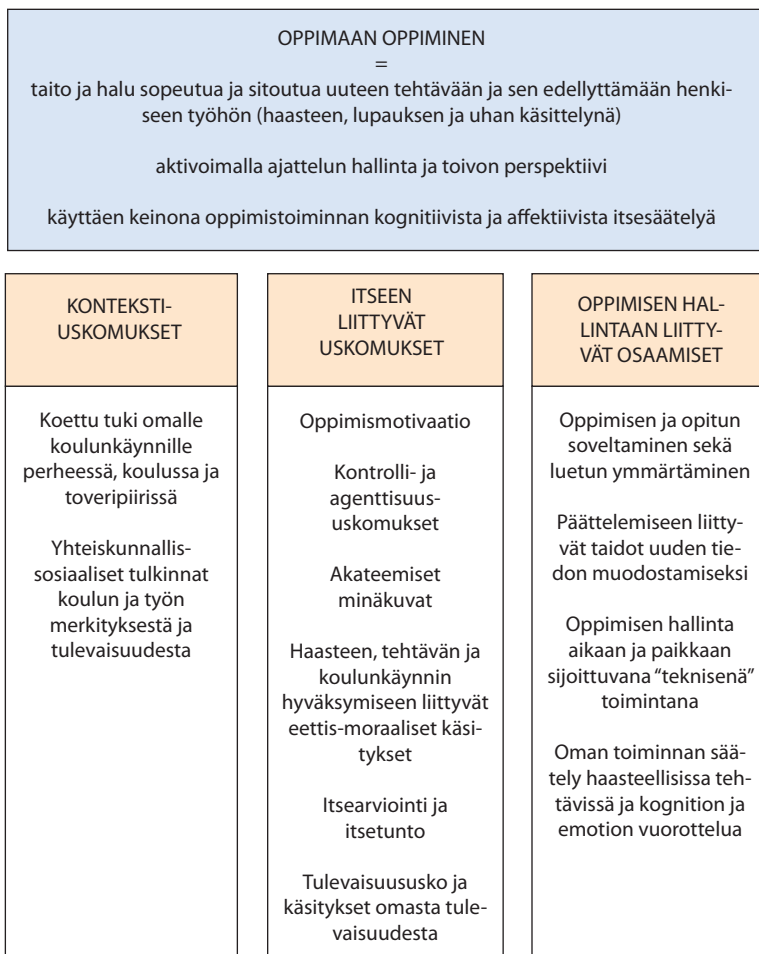 OPPIMAAN OPPIMINEN
=
taito ja halu sopeutua ja sitoutua uuteen tehtävään ja sen edellyttämään henki-
seen työhön (haasteen, lupauksen ja uhan käsittelynä)
aktivoimalla ajattelun hallinta ja toivon perspektiivi
käyttäen keinona oppimistoiminnan kognitiivista ja affektiivista itsesäätelyä
KONTEKSTI-
USKOMUKSET
Koettu tuki omalle
koulunkäynnille
perheessä, koulussa ja
toveripiirissä
Yhteiskunnallis-
sosiaaliset tulkinnat
koulun ja työn
merkityksestä ja
tulevaisuudesta
ITSEEN
LIITTYVÄT
USKOMUKSET
Oppimismotivaatio
Kontrolli- ja
agenttisuus-
uskomukset
Akateemiset
minäkuvat
Haasteen, tehtävän ja
koulunkäynnin
hyväksymiseen liittyvät
eettis-moraaliset käsi-
tykset
Itsearviointi ja
itsetunto
Tulevaisuususko ja
käsitykset omasta tule-
vaisuudesta
OPPIMISEN HAL-
LINTAAN LIITTY-
VÄT OSAAMISET
Oppimisen ja opitun
soveltaminen sekä
luetun ymmärtäminen
Päättelemiseen liitty-
vät taidot uuden tie-
don muodostamiseksi
Oppimisen hallinta
aikaan ja paikkaan
sijoittuvana "teknisenä"
toimintana
Oman toiminnan sää-
tely haasteellisissa teh-
tävissä ja kognition ja
emotion vuorottelua